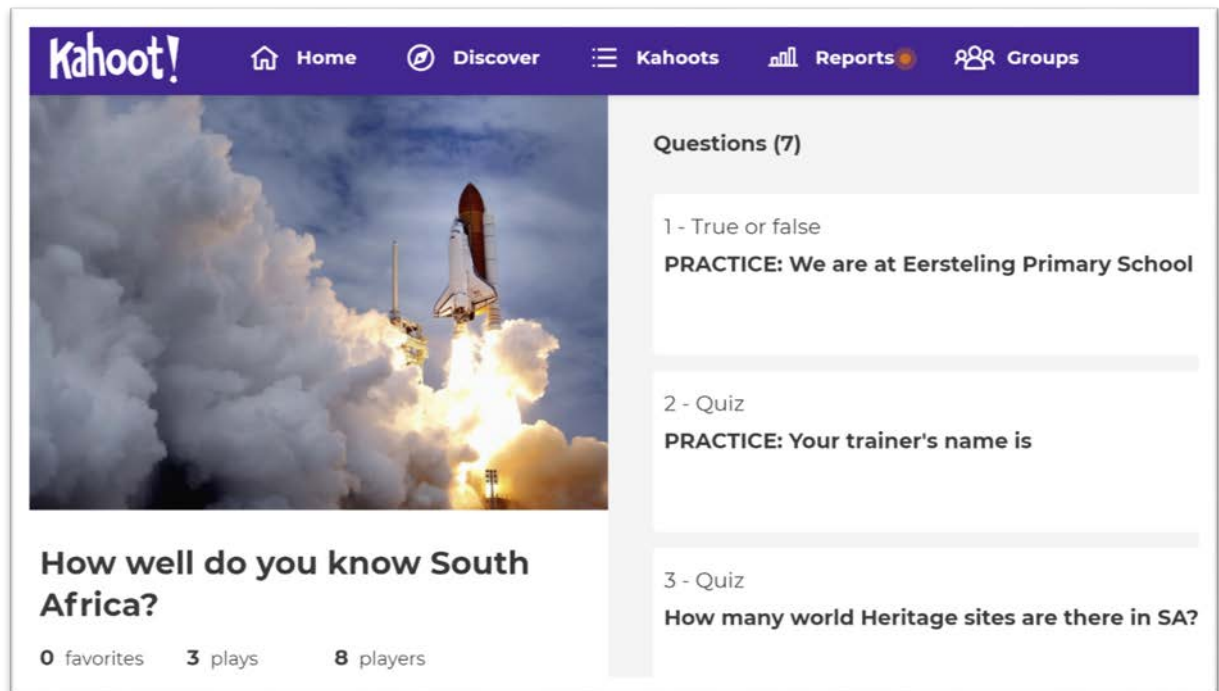 Kahoot! Home Discover Kahoots Reports Groups
Questions (7)
1 - True or false
PRACTICE: We are at Eersteling Primary School
2 - Quiz
PRACTICE: Your trainer's name is
3 - Quiz
How many world Heritage sites are there in SA?
How well do you know South
Africa?
0 favorites 3 plays 8 players